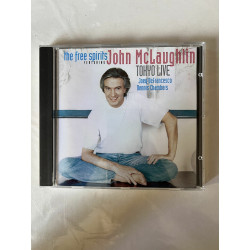 the free spirits
FEATURING
John McLaughlin
TOKYO LIVE
Joey DeFrancesco
Dennis Chambers